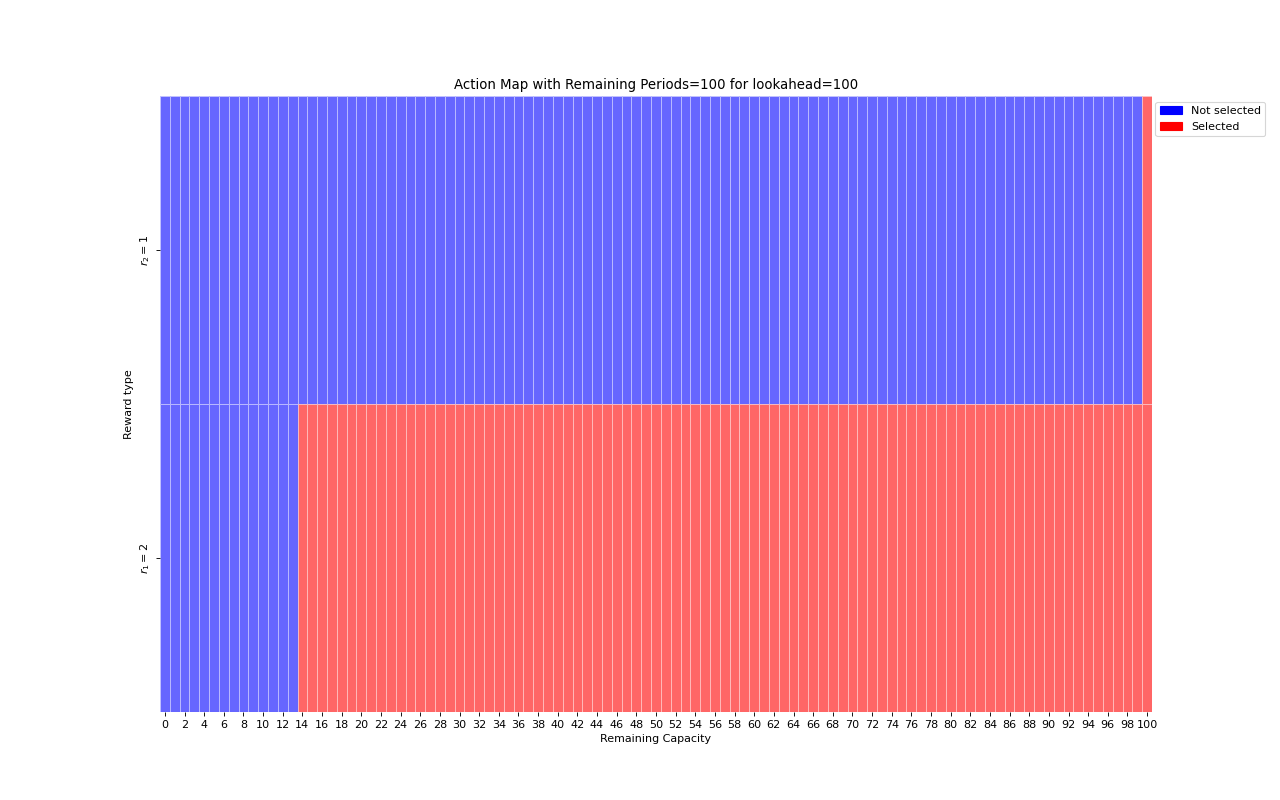 Action Map with Remaining Periods=100 for lookahead=100
Not selected
Selected
r₂ = 1
Reward type
r₁ = 2
0 2 4 6 8 10 12 14 16 18 20 22 24 26 28 30 32 34 36 38 40 42 44 46 48 50 52 54 56 58 60 62 64 66 68 70 72 74 76 78 80 82 84 86 88 90 92 94 96 98 100
Remaining Capacity